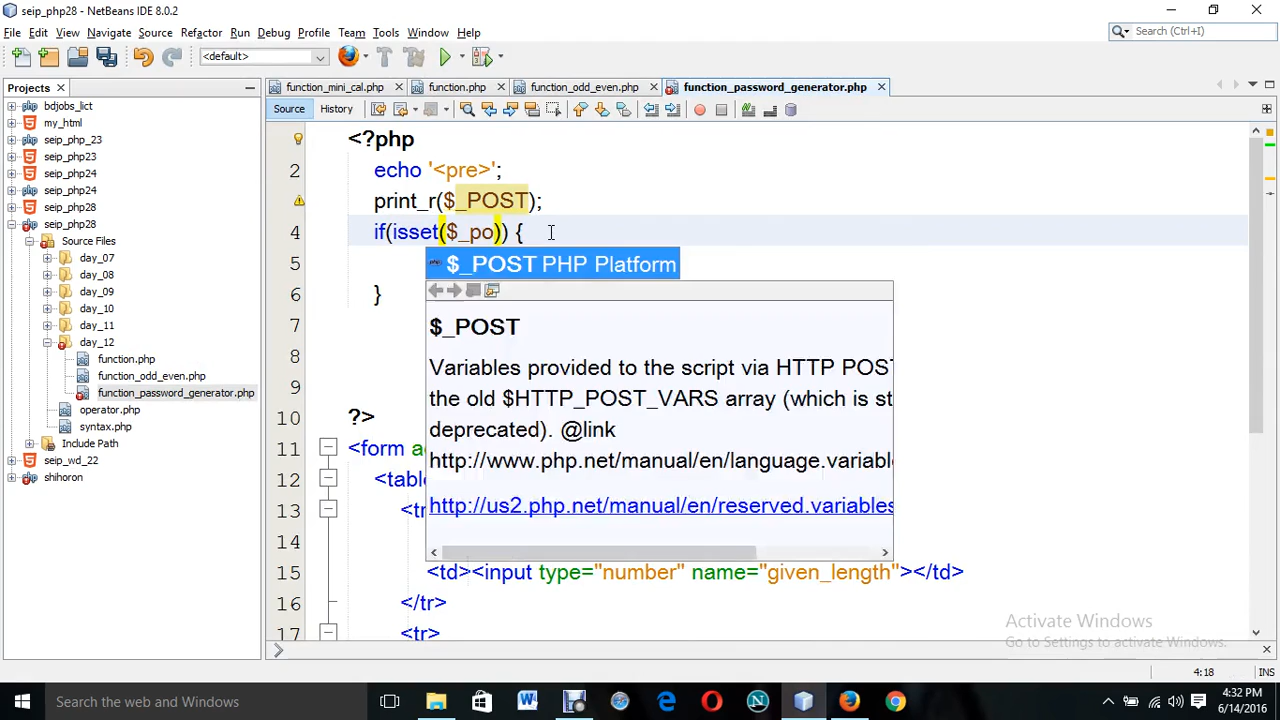 seip_php28 - NetBeans IDE 8.0.2
File Edit View Navigate Source Refactor Run Debug Profile Team Tools Window Help
Search (Ctrl+I)
<default>
Projects
function_mini_cal.php function.php function_odd_even.php function_password_generator.php
Source History
bdjobs_lict
my_html
seip_php_23
seip_php23
seip_php24
seip_php24
seip_php28
Source Files
day_07
day_08
day_09
day_10
day_11
day_12
function.php
function_odd_even.php
function_password_generator.php
operator.php
syntax.php
Include Path
seip_wd_22
shihoron
<?php
2 echo '<pre>';
print_r($_POST);
4 if(isset($_po)) {
5 $_POST PHP Platform
6 }
7 $_POST
8 Variables provided to the script via HTTP POS
9 the old $HTTP_POST_VARS array (which is st
10 ?> deprecated). @link
11 <form a http://www.php.net/manual/en/language.variabl
12 <table
13 <tr http://us2.php.net/manual/en/reserved.variables
14
15 <td><input type="number" name="given_length"></td>
16 </tr>
17 <tr>
Activate Windows
Go to Settings to activate Windows.
4:18 INS
Search the web and Windows
4:32 PM
6/14/2016